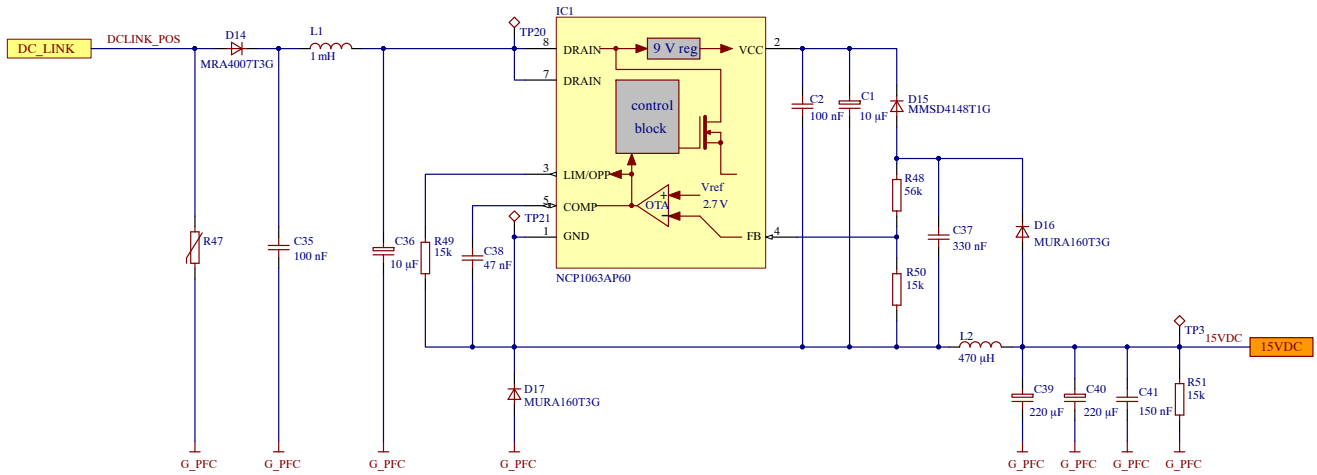 IC1
DC_LINK
DCLINK_POS
D14
MRA4007T3G
L1
1 mH
TP20
8
DRAIN
9 V reg
VCC
2
7
DRAIN
control
block
C2
100 nF
C1
10 µF
D15
MMSD4148T1G
3
LIM/OPP
5
COMP
TP21
1
GND
OTA
+
−
Vref
2.7 V
FB
4
NCP1063AP60
R48
56k
C37
330 nF
D16
MURA160T3G
R50
15k
R47
C35
100 nF
C36
10 µF
R49
15k
C38
47 nF
L2
470 µH
TP3
15VDC
15VDC
D17
MURA160T3G
C39
220 µF
C40
220 µF
C41
150 nF
R51
15k
G_PFC
G_PFC
G_PFC
G_PFC
G_PFC
G_PFC
G_PFC
G_PFC